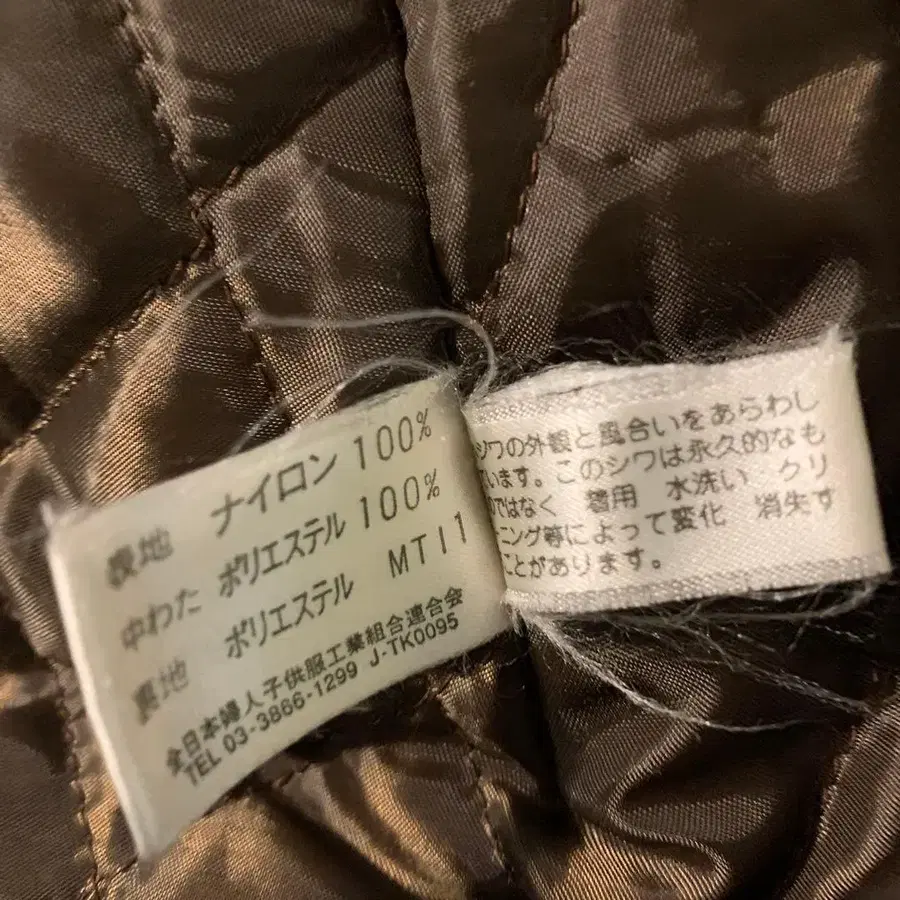 表地 ナイロン 100%
中わた ポリエステル 100%
裏地 ポリエステル MT11
全日本婦人子供服工業組合連合会
TEL 03-3866-1299 J-TK0095
シワの外観と風合いをあらわし
ています。このシワは永久的なも
のではなく 着用 水洗い クリ
ニング等によって変化 消失す
ことがあります。